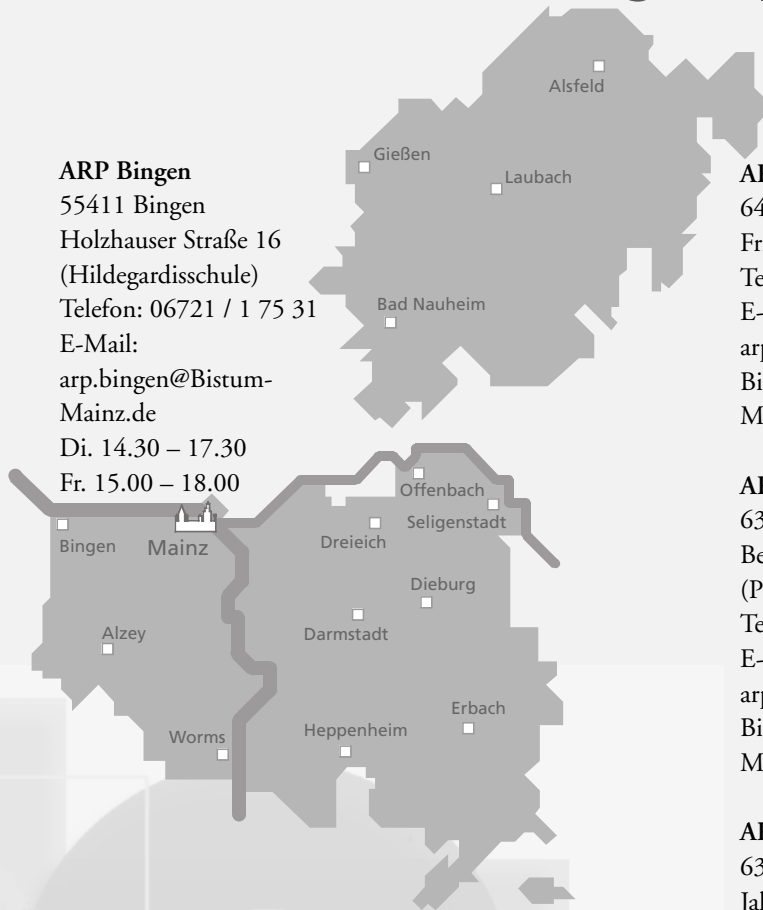 ARP Bingen
55411 Bingen
Holzhauser Straße 16
(Hildegardisschule)
Telefon: 06721 / 1 75 31
E-Mail:
arp.bingen@Bistum-
Mainz.de
Di. 14.30 – 17.30
Fr. 15.00 – 18.00
Alsfeld
Gießen
Laubach
Bad Nauheim
Offenbach
Seligenstadt
Bingen
Mainz
Dreieich
Dieburg
Alzey
Darmstadt
Erbach
Worms
Heppenheim